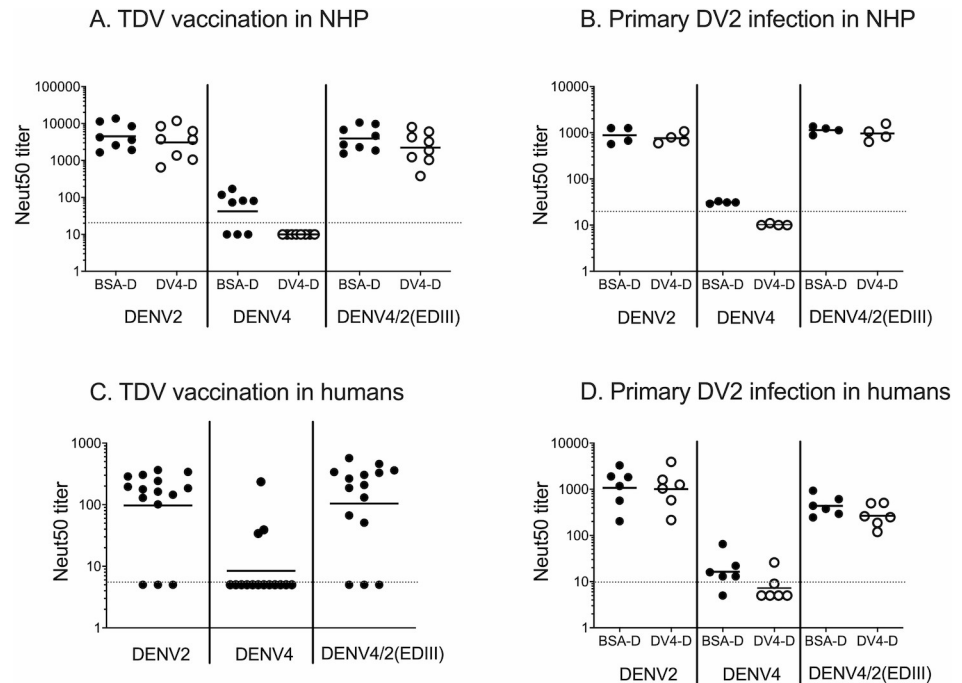 A. TDV vaccination in NHP
Neut50 titer
100000
10000
1000
100
10
1
BSA-D DV4-D BSA-D DV4-D BSA-D DV4-D
DENV2 DENV4 DENV4/2(EDIII)
B. Primary DV2 infection in NHP
Neut50 titer
10000
1000
100
10
1
BSA-D DV4-D BSA-D DV4-D BSA-D DV4-D
DENV2 DENV4 DENV4/2(EDIII)
C. TDV vaccination in humans
Neut50 titer
1000
100
10
1
DENV2 DENV4 DENV4/2(EDIII)
D. Primary DV2 infection in humans
Neut50 titer
10000
1000
100
10
1
BSA-D DV4-D BSA-D DV4-D BSA-D DV4-D
DENV2 DENV4 DENV4/2(EDIII)